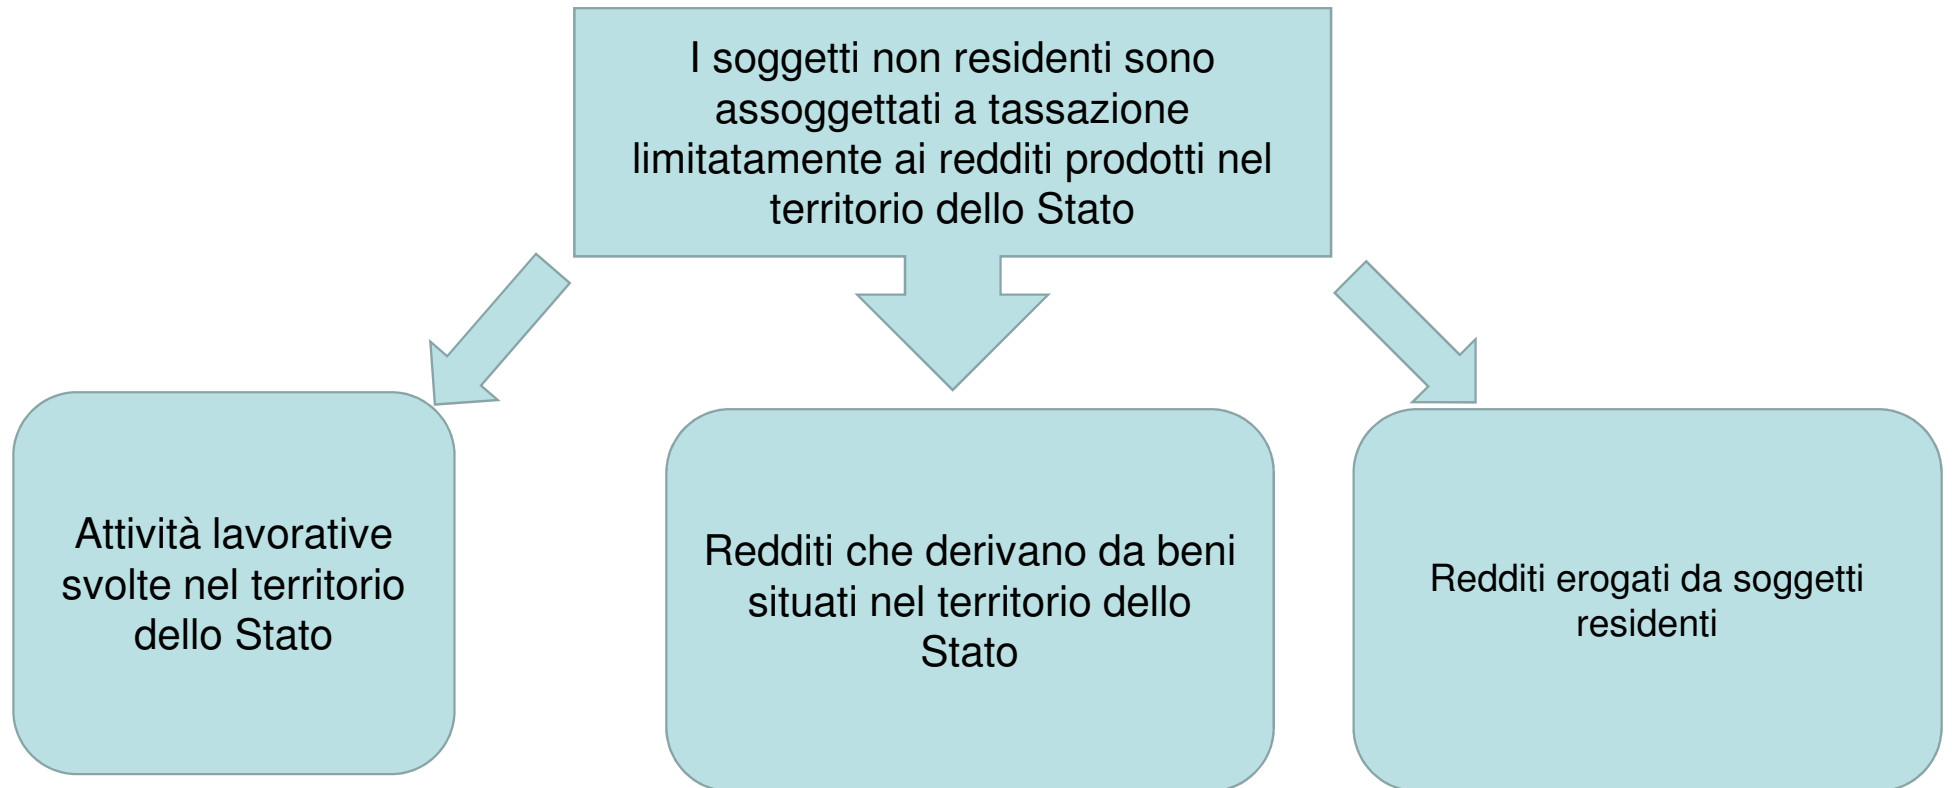 I soggetti non residenti sono
assoggettati a tassazione
limitatamente ai redditi prodotti nel
territorio dello Stato
Attività lavorative
svolte nel territorio
dello Stato
Redditi che derivano da beni
situati nel territorio dello
Stato
Redditi erogati da soggetti
residenti